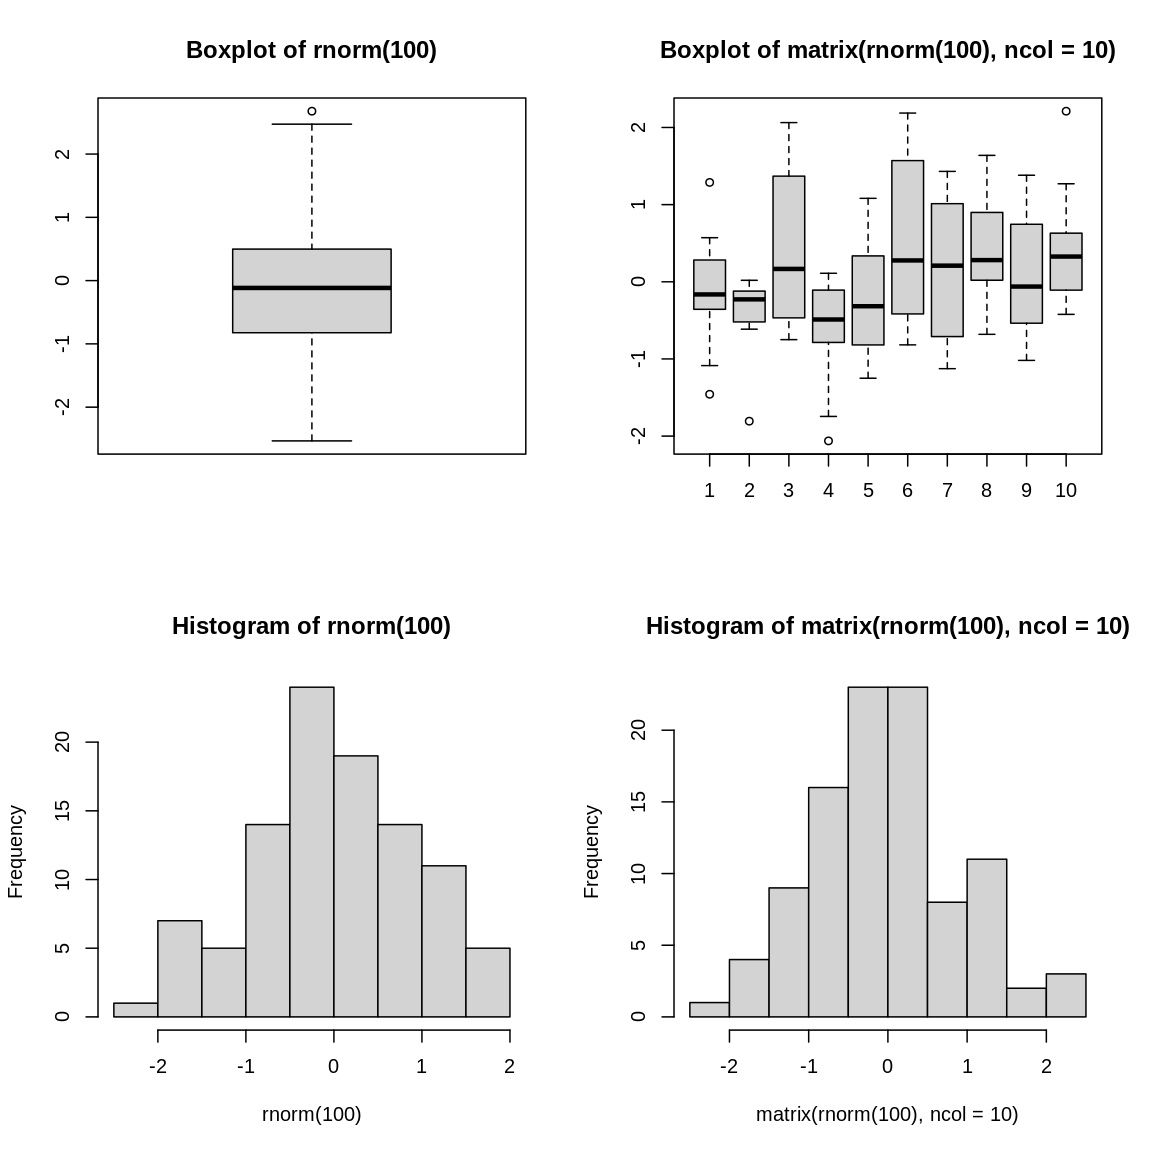 Boxplot of rnorm(100)
2
1
0
-1
-2
Boxplot of matrix(rnorm(100), ncol = 10)
2
1
0
-1
-2
1 2 3 4 5 6 7 8 9 10
Histogram of rnorm(100)
Frequency
20
15
10
5
0
-2 -1 0 1 2
rnorm(100)
Histogram of matrix(rnorm(100), ncol = 10)
Frequency
20
15
10
5
0
-2 -1 0 1 2
matrix(rnorm(100), ncol = 10)